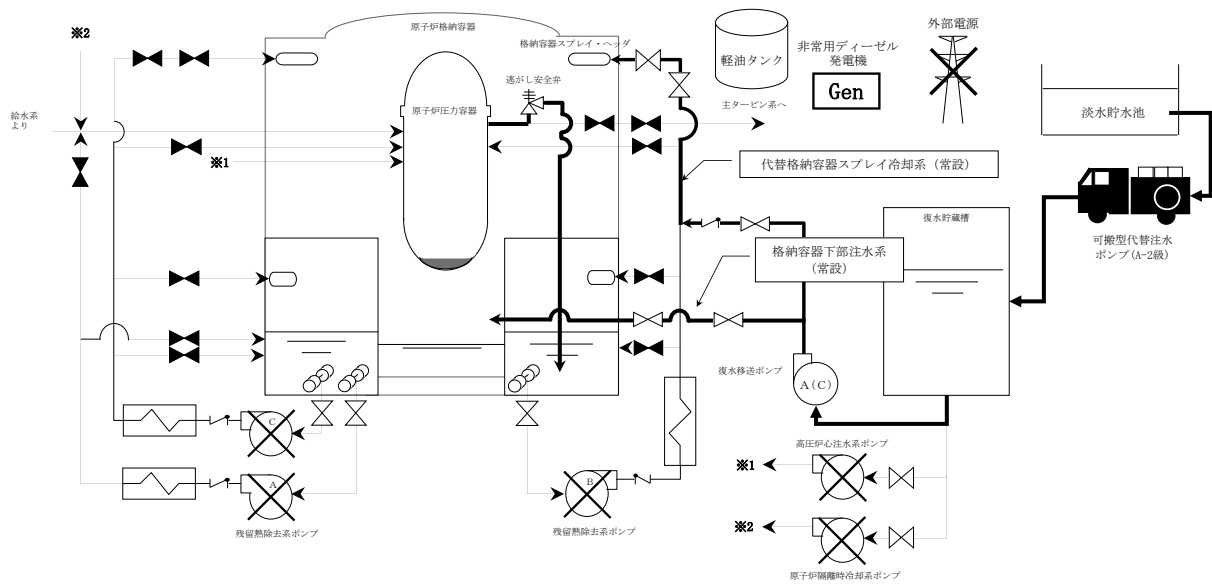 ※2
原子炉格納容器
格納容器スプレイ・ヘッダ
軽油タンク
非常用ディーゼル
発電機
Gen
外部電源
逃がし安全弁
原子炉圧力容器
主タービン系へ
淡水貯水池
給水系
より
※1
代替格納容器スプレイ冷却系（常設）
復水貯蔵槽
可搬型代替注水
ポンプ(A-2級)
格納容器下部注水系
（常設）
復水移送ポンプ
A(C)
C
A
B
残留熱除去系ポンプ
残留熱除去系ポンプ
高圧炉心注水系ポンプ
※1
※2
原子炉隔離時冷却系ポンプ